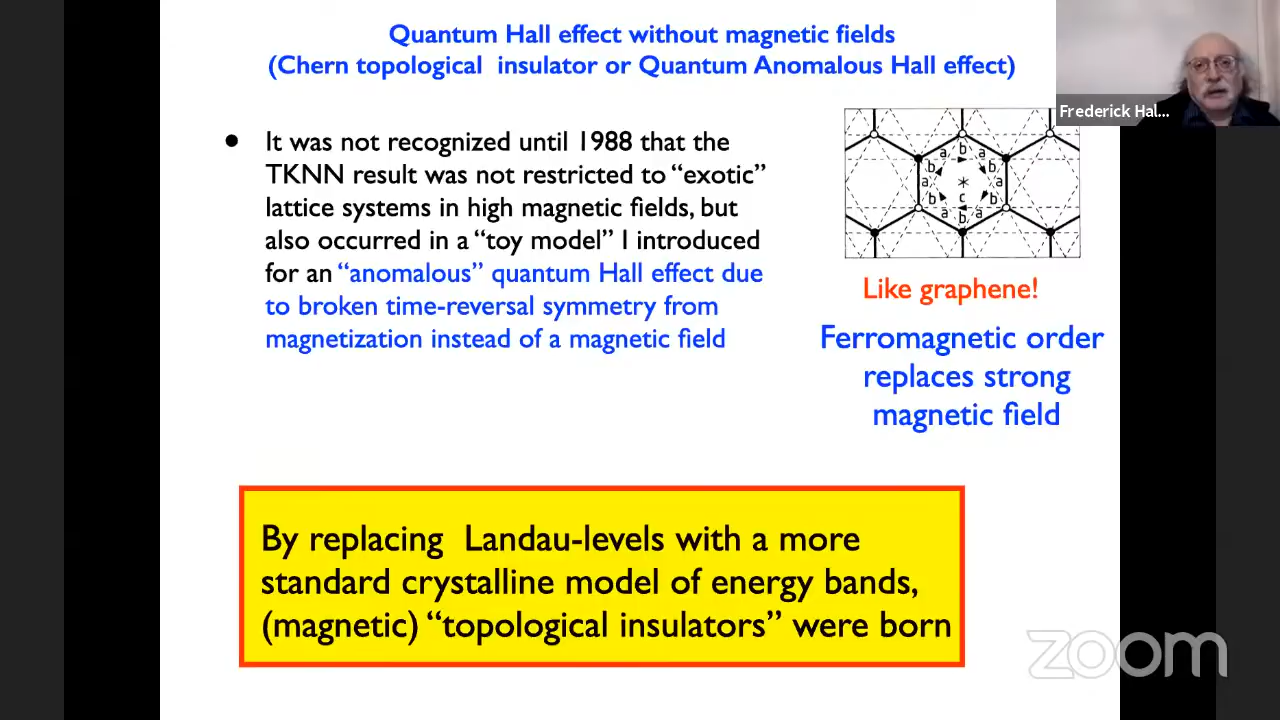 Quantum Hall effect without magnetic fields
(Chern topological insulator or Quantum Anomalous Hall effect)
Frederick Hal...
• It was not recognized until 1988 that the
TKNN result was not restricted to “exotic”
lattice systems in high magnetic fields, but
also occurred in a “toy model” I introduced
for an “anomalous” quantum Hall effect due
to broken time-reversal symmetry from
magnetization instead of a magnetic field
a b a
b b
a * a
b c b
a b a
Like graphene!
Ferromagnetic order
replaces strong
magnetic field
By replacing Landau-levels with a more
standard crystalline model of energy bands,
(magnetic) “topological insulators” were born
zoom